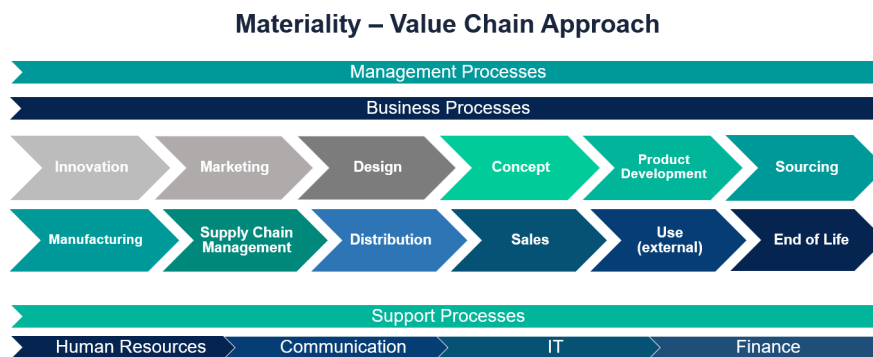 Materiality – Value Chain Approach
Management Processes
Business Processes
Innovation
Marketing
Design
Concept
Product
Development
Sourcing
Manufacturing
Supply Chain
Management
Distribution
Sales
Use
(external)
End of Life
Support Processes
Human Resources
Communication
IT
Finance